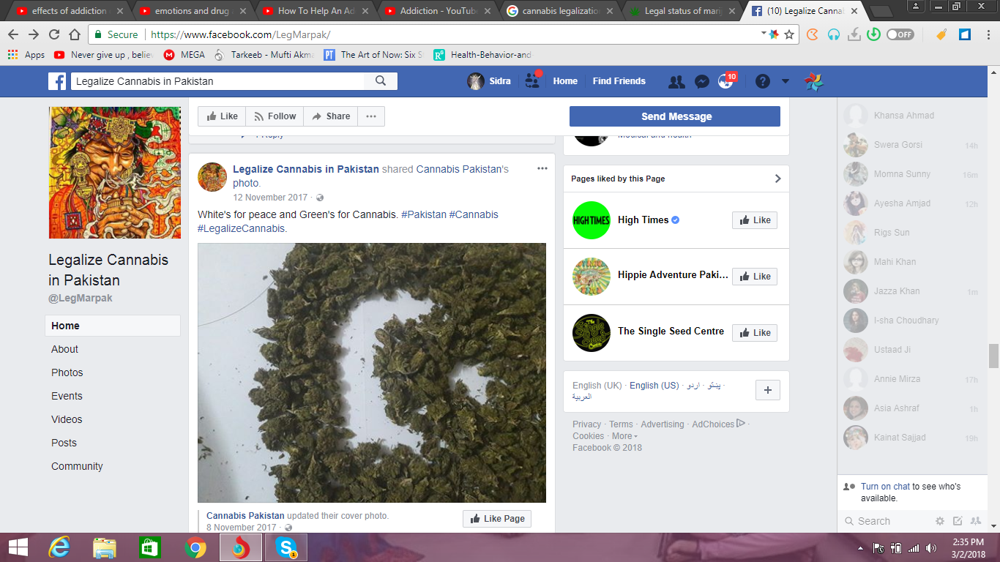 effects of addiction
emotions and drug
How To Help An Ad
Addiction - YouTub
cannabis legalizatio
Legal status of mari
(10) Legalize Cannab
Secure
https://www.facebook.com/LegMarpak/
OFF
Apps
Never give up , belie
MEGA
Tarkeeb - Mufti Akm
The Art of Now: Six S
Health-Behavior-and-
Legalize Cannabis in Pakistan
Sidra
Home
Find Friends
10
Like
Follow
Share
Send Message
1 Reply
Medical and health
Legalize Cannabis
in Pakistan
@LegMarpak
Home
About
Photos
Events
Videos
Posts
Community
Legalize Cannabis in Pakistan shared Cannabis Pakistan's
photo.
12 November 2017 ·
White's for peace and Green's for Cannabis. #Pakistan #Cannabis
#LegalizeCannabis.
Cannabis Pakistan updated their cover photo.
8 November 2017 ·
Like Page
Pages liked by this Page
HIGH TIMES
High Times
Like
Hippie Adventure Paki...
Like
The Single Seed Centre
Like
English (UK) · English (US) · اردو · پښتو ·
العربية
Privacy · Terms · Advertising · AdChoices ·
Cookies · More
Facebook © 2018
Khansa Ahmad
Swera Gorsi 14h
Momna Sunny 16m
Ayesha Amjad 12h
Rigs Sun
Mahi Khan
Jazza Khan 1m
I-sha Choudhary
Ustaad Ji
Annie Mirza 17h
Asia Ashraf 1h
Kainat Sajjad 19h
Turn on chat to see who's
available.
Search
2:35 PM
3/2/2018